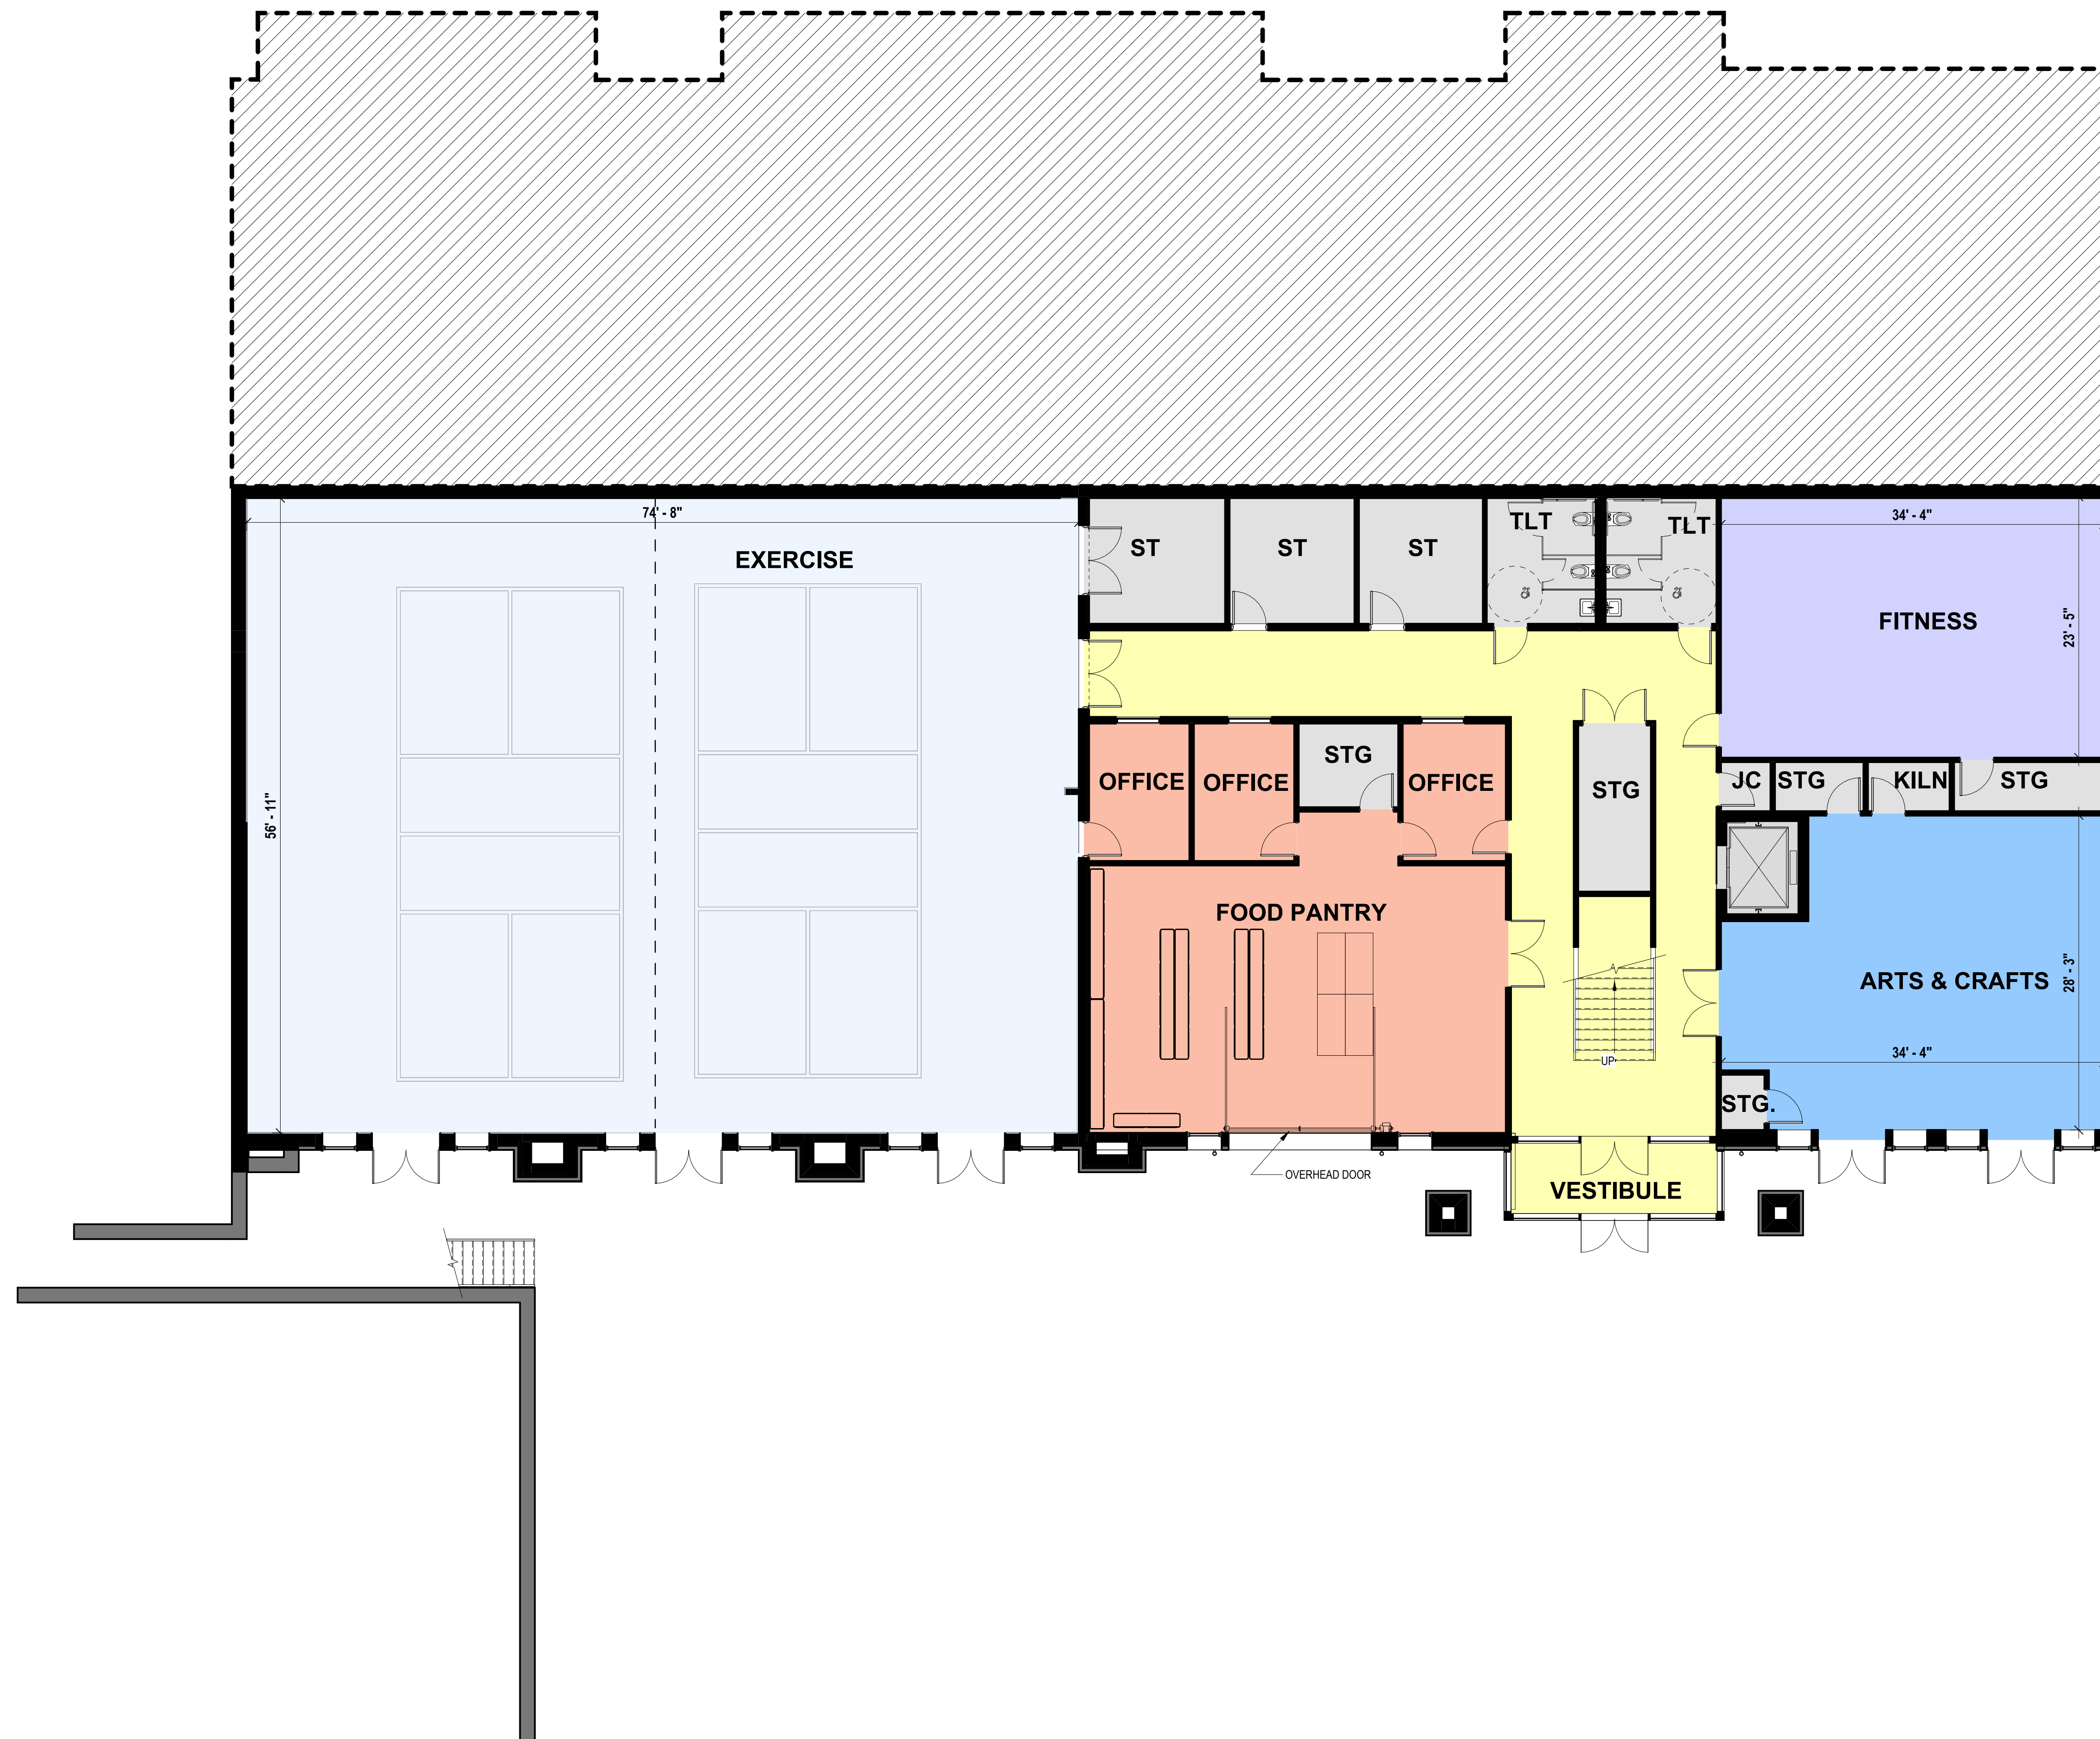 74' - 8"
34' - 4"
TLT
TLT
ST
ST
ST
EXERCISE
FITNESS
23' - 5"
STG
OFFICE
OFFICE
OFFICE
STG
JC
STG
KILN
STG
56' - 11"
FOOD PANTRY
ARTS & CRAFTS
28' - 3"
34' - 4"
UP
STG.
OVERHEAD DOOR
VESTIBULE